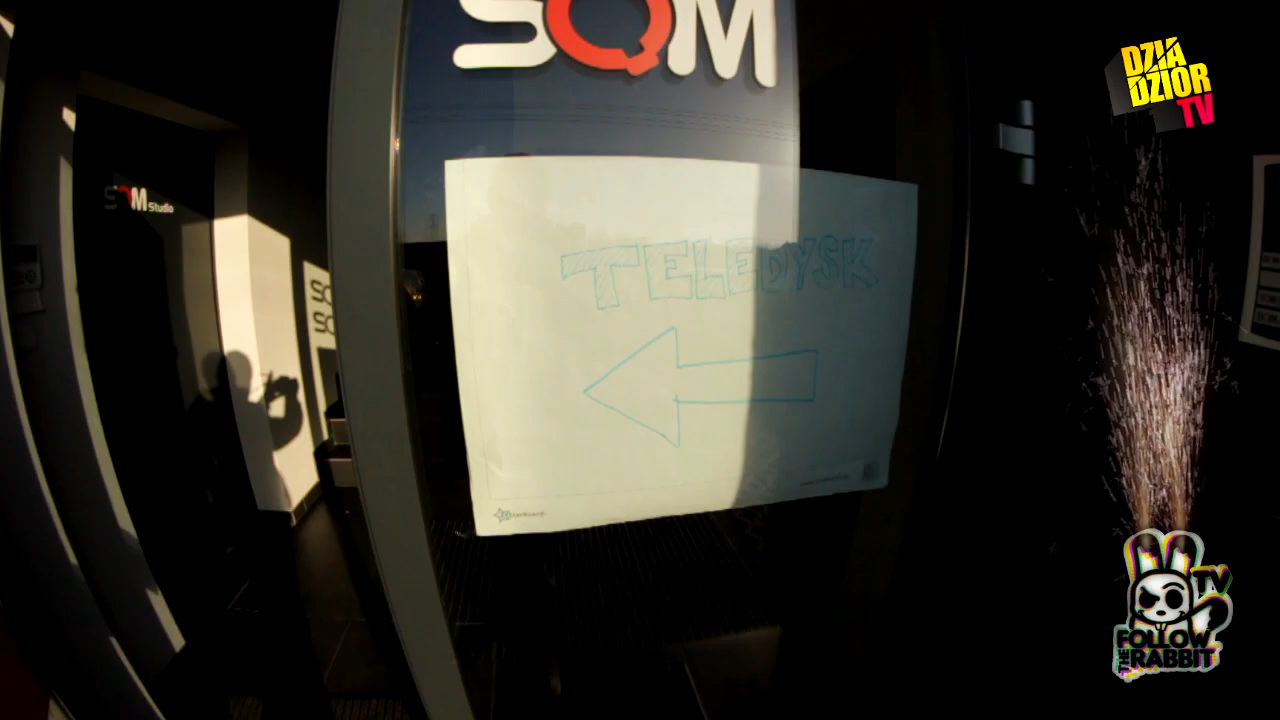 SQM
DZIA
DZIOR
TV
SQM Studio
TELEDYSK
TV
FOLLOW
THE RABBIT